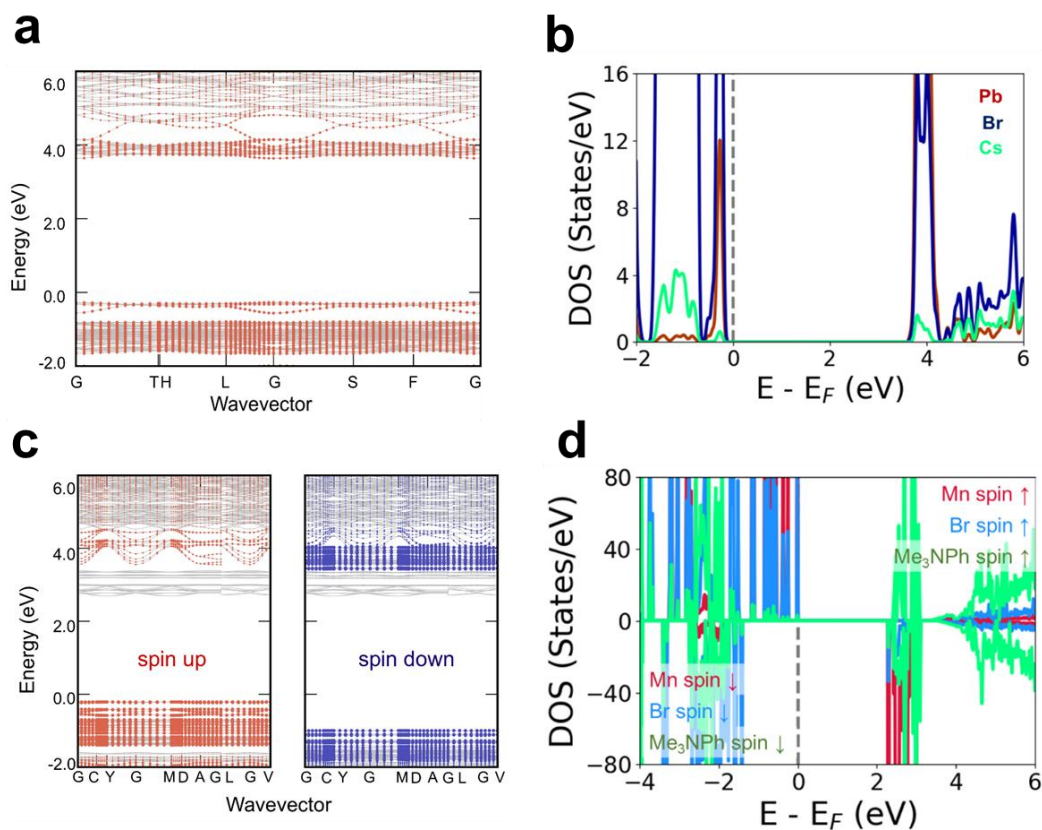 a
6.0
4.0
2.0
0.0
-2.0
Energy (eV)
G TH L G S F G
Wavevector
b
16
12
8
4
0
DOS (States/eV)
Pb
Br
Cs
−2 0 2 4 6
E - E_F (eV)
c
6.0
4.0
2.0
0.0
-2.0
Energy (eV)
spin up
spin down
G C Y G M D A G L G V
G C Y G M D A G L G V
Wavevector
d
80
40
0
−40
−80
DOS (States/eV)
Mn spin ↑
Br spin ↑
Me₃NPh spin ↑
Mn spin ↓
Br spin ↓
Me₃NPh spin ↓
−4 −2 0 2 4 6
E - E_F (eV)